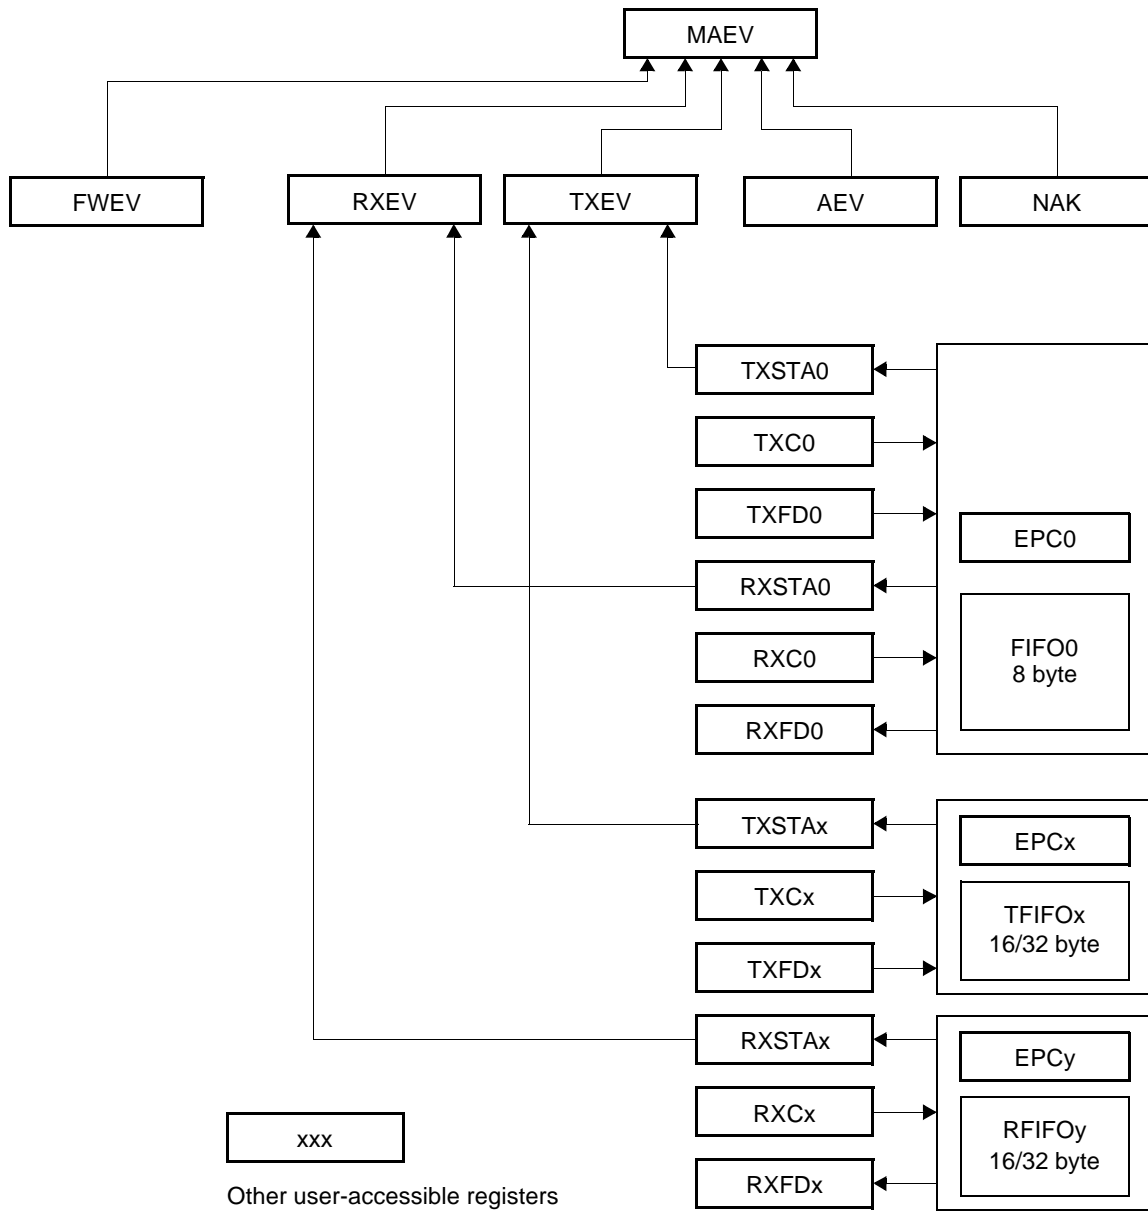 MAEV
FWEV
RXEV
TXEV
AEV
NAK
TXSTA0
TXC0
TXFD0
EPC0
RXSTA0
FIFO0
8 byte
RXC0
RXFD0
TXSTAx
EPCx
TXCx
TFIFOx
16/32 byte
TXFDx
RXSTAx
EPCy
RXCx
RFIFOy
16/32 byte
RXFDx
xxx
Other user-accessible registers